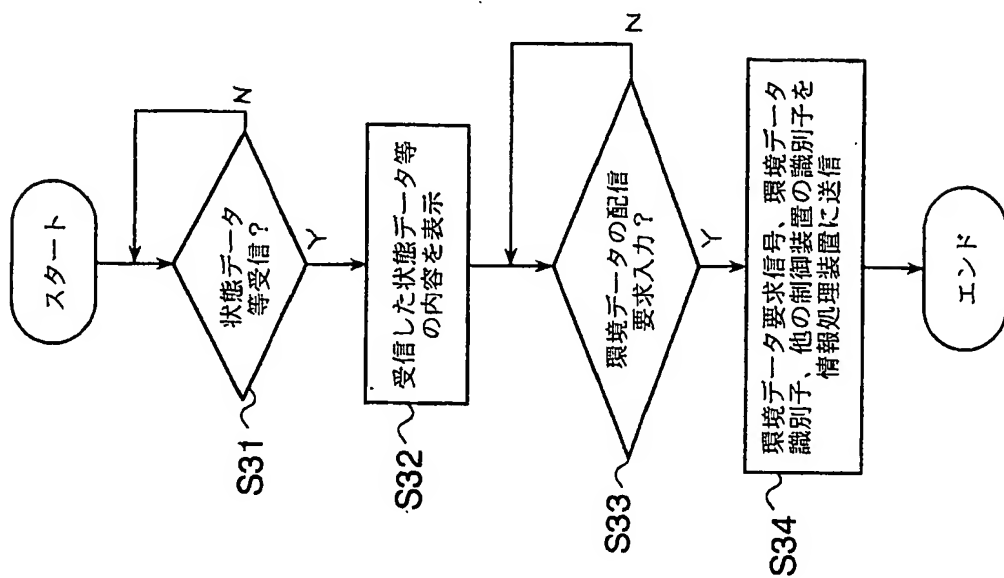 スタート
状態データ
等受信？
N
Y
S31
受信した状態データ等
の内容を表示
S32
環境データの配信
要求入力？
N
Y
S33
環境データ要求信号、環境データ
識別子、他の制御装置の識別子を
情報処理装置に送信
S34
エンド